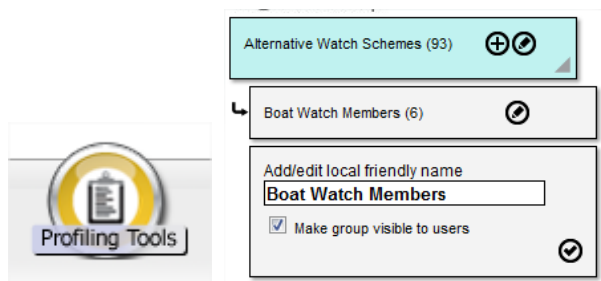 Alternative Watch Schemes (93)
Boat Watch Members (6)
Add/edit local friendly name
Boat Watch Members
Make group visible to users
Profiling Tools